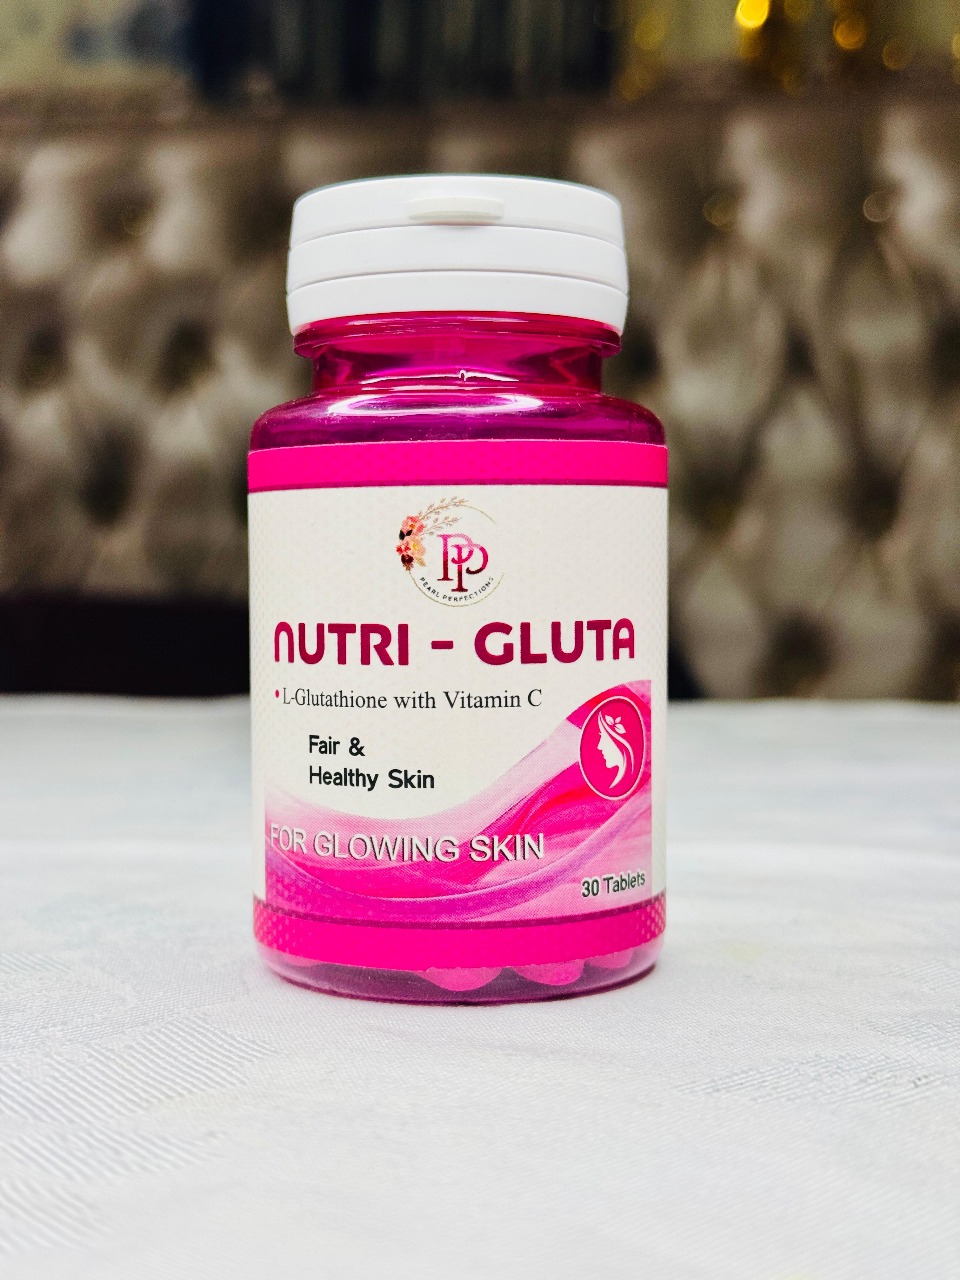 PP
PEARL PERFECTIONS
NUTRI - GLUTA
• L-Glutathione with Vitamin C
Fair &
Healthy Skin
FOR GLOWING SKIN
30 Tablets